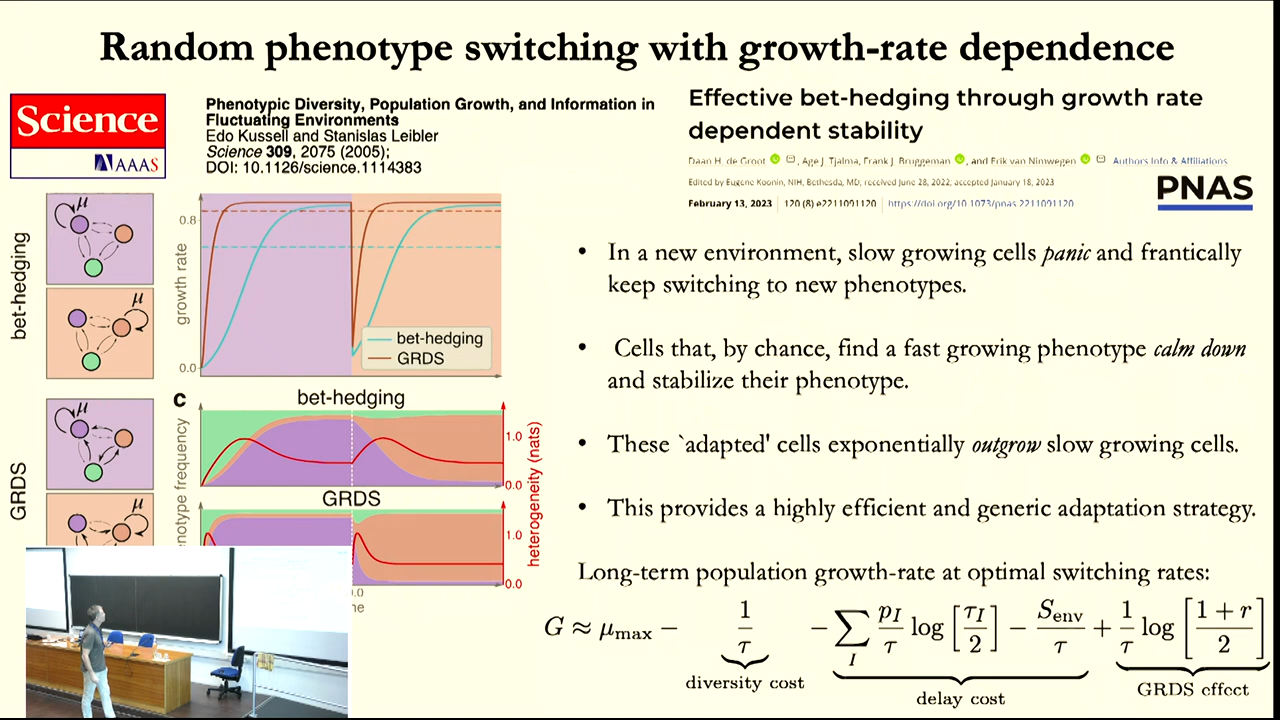 Random phenotype switching with growth-rate dependence
Science
AAAS
Phenotypic Diversity, Population Growth, and Information in
Fluctuating Environments
Edo Kussell and Stanislas Leibler
Science 309, 2075 (2005);
DOI: 10.1126/science.1114383
Effective bet-hedging through growth rate
dependent stability
Daan H. de Groot, Age J. Tjalma, Frank J. Bruggeman, and Erik van Nimwegen Authors Info & Affiliations
Edited by Eugene Koonin, NIH, Bethesda, MD, received June 28, 2022; accepted January 18, 2023
February 13, 2023 120 (8) e2211091120 https://doi.org/10.1073/pnas.2211091120
PNAS
bet-hedging
μ
μ
growth rate
0.8
0.0
bet-hedging
GRDS
GRDS
μ
μ
c
bet-hedging
GRDS
notype frequency
1.0
0.0
1.0
0.0
heterogeneity (nats)
.0
ne
• In a new environment, slow growing cells panic and frantically
keep switching to new phenotypes.
• Cells that, by chance, find a fast growing phenotype calm down
and stabilize their phenotype.
• These `adapted' cells exponentially outgrow slow growing cells.
• This provides a highly efficient and generic adaptation strategy.
Long-term population growth-rate at optimal switching rates:
G ≈ μ_max − 1/τ − ∑_I p_I/τ log [τ_I/2] − S_env/τ + 1/τ log [1 + r/2]
diversity cost
delay cost
GRDS effect